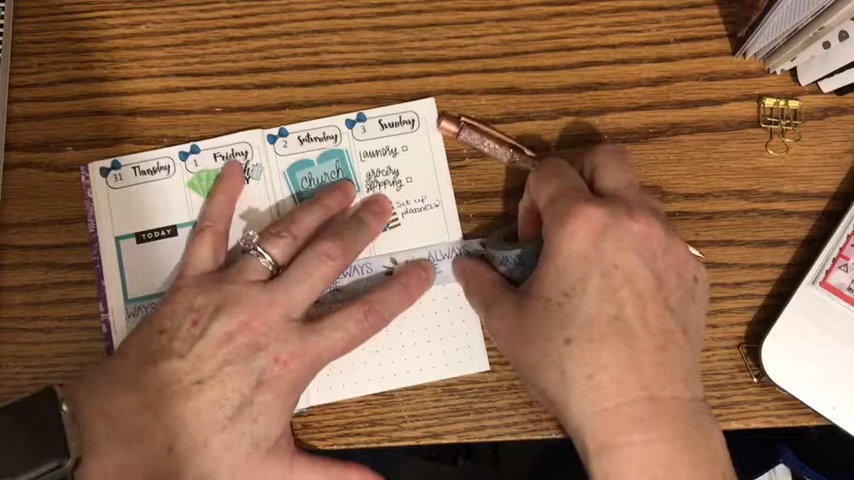 31 Thursday
1 Friday
2 Saturday
3 Sunday
laundry
grocery
shopping
Church
Set up
planners
TODAY
ALWAYS
ALWAYS